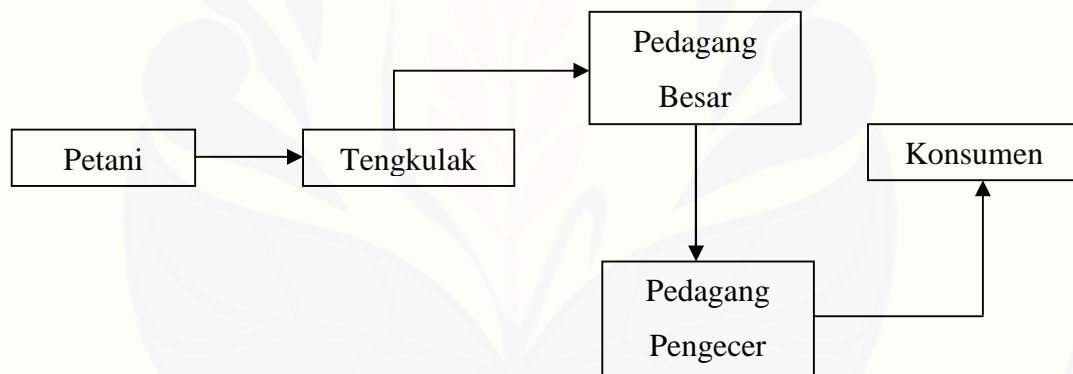 Petani
Tengkulak
Pedagang
Besar
Pedagang
Pengecer
Konsumen